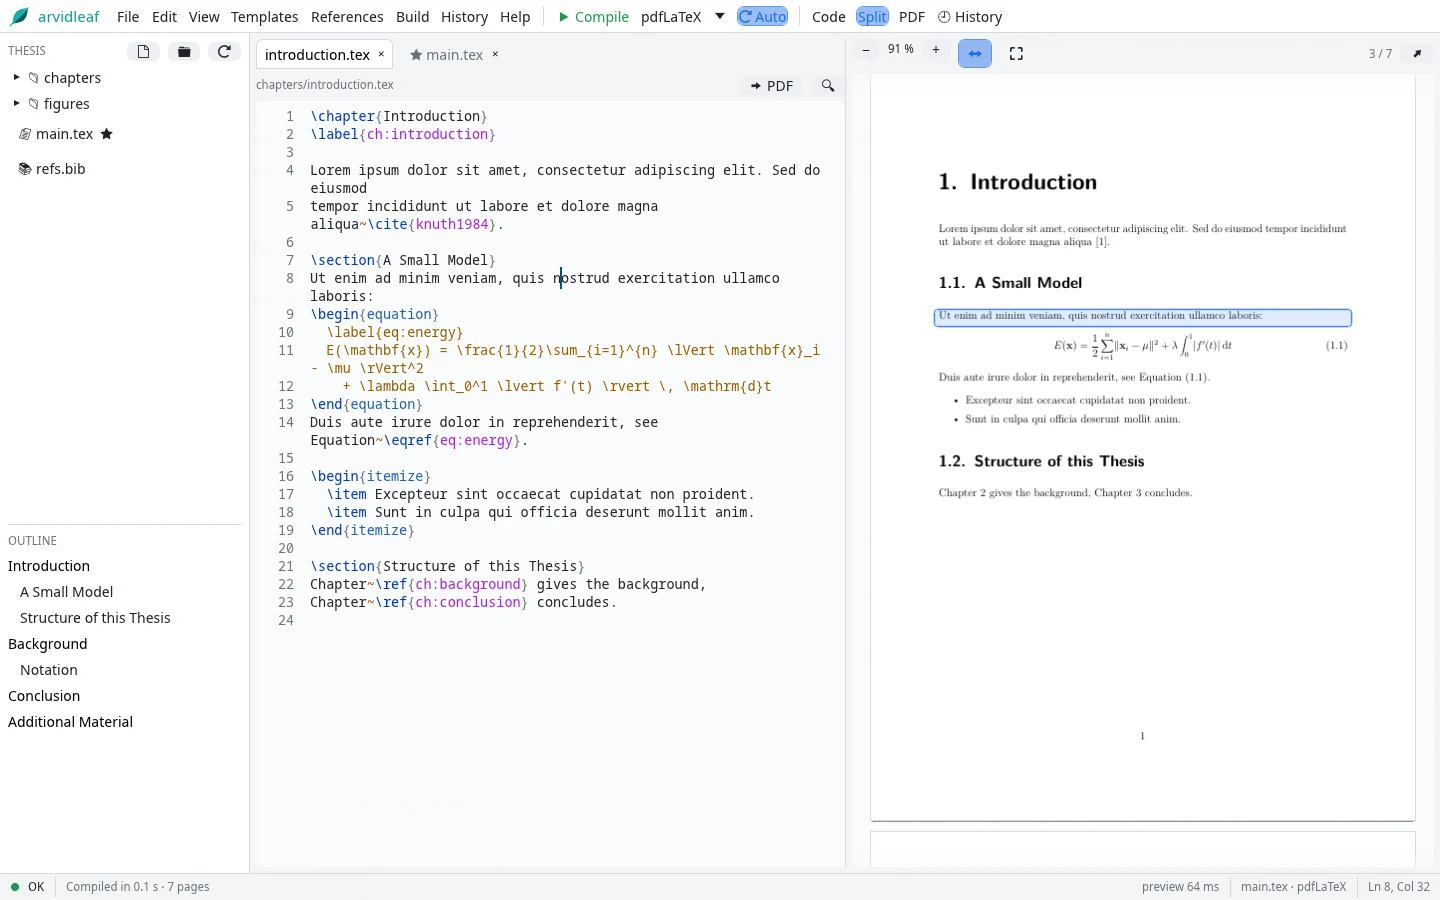 arvidleaf File Edit View Templates References Build History Help Compile pdfLaTeX Auto Code Split PDF History
THESIS
chapters
figures
main.tex
refs.bib
OUTLINE
Introduction
A Small Model
Structure of this Thesis
Background
Notation
Conclusion
Additional Material
introduction.tex × main.tex ×
chapters/introduction.tex → PDF
1 \chapter{Introduction}
2 \label{ch:introduction}
3
4 Lorem ipsum dolor sit amet, consectetur adipiscing elit. Sed do
eiusmod
5 tempor incididunt ut labore et dolore magna
aliqua~\cite{knuth1984}.
6
7 \section{A Small Model}
8 Ut enim ad minim veniam, quis nostrud exercitation ullamco
laboris:
9 \begin{equation}
10 \label{eq:energy}
11 E(\mathbf{x}) = \frac{1}{2}\sum_{i=1}^{n} \lVert \mathbf{x}_i
- \mu \rVert^2
12 + \lambda \int_0^1 \lvert f'(t) \rvert \, \mathrm{d}t
13 \end{equation}
14 Duis aute irure dolor in reprehenderit, see
Equation~\eqref{eq:energy}.
15
16 \begin{itemize}
17 \item Excepteur sint occaecat cupidatat non proident.
18 \item Sunt in culpa qui officia deserunt mollit anim.
19 \end{itemize}
20
21 \section{Structure of this Thesis}
22 Chapter~\ref{ch:background} gives the background,
23 Chapter~\ref{ch:conclusion} concludes.
24
− 91 % + 3 / 7
1. Introduction
Lorem ipsum dolor sit amet, consectetur adipiscing elit. Sed do eiusmod tempor incididunt
ut labore et dolore magna aliqua [1].
1.1. A Small Model
Ut enim ad minim veniam, quis nostrud exercitation ullamco laboris:
E(x) = 1/2 ∑_{i=1}^{n} ‖x_i − μ‖² + λ ∫_0^1 |f′(t)| dt (1.1)
Duis aute irure dolor in reprehenderit, see Equation (1.1).
• Excepteur sint occaecat cupidatat non proident.
• Sunt in culpa qui officia deserunt mollit anim.
1.2. Structure of this Thesis
Chapter 2 gives the background, Chapter 3 concludes.
1
OK Compiled in 0.1 s · 7 pages preview 64 ms main.tex · pdfLaTeX Ln 8, Col 32